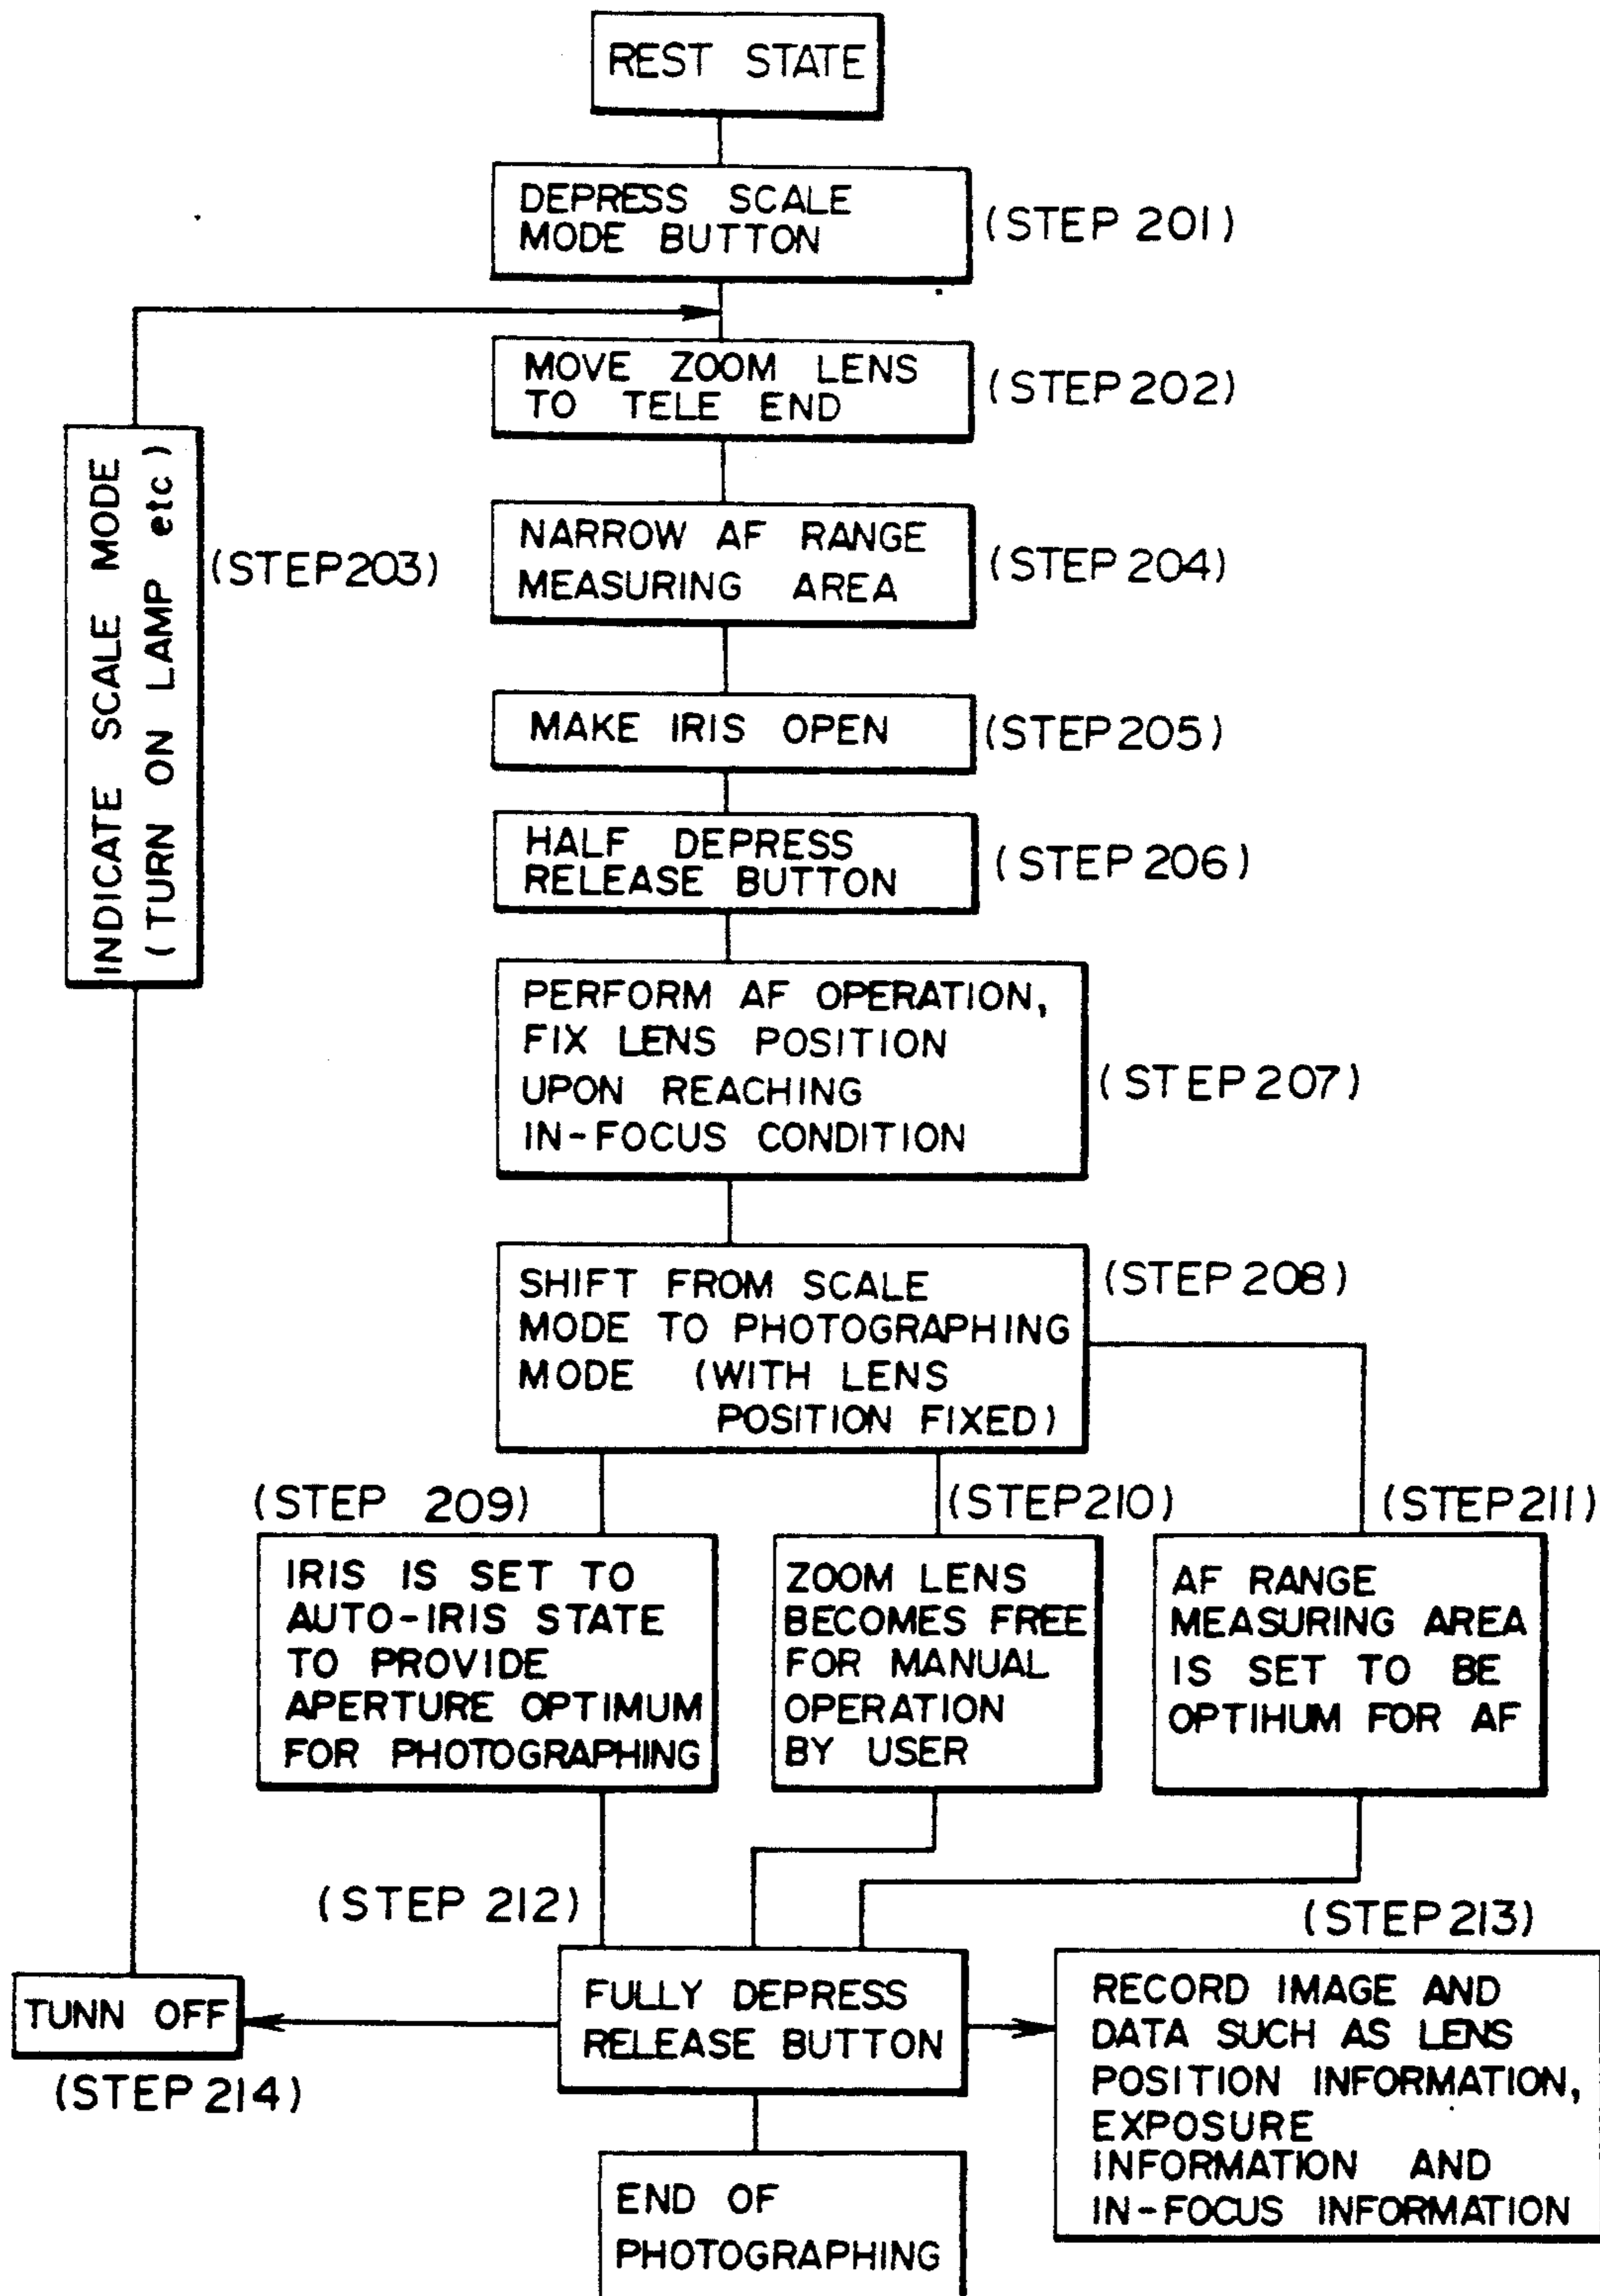 REST STATE
DEPRESS SCALE
MODE BUTTON
(STEP 201)
MOVE ZOOM LENS
TO TELE END
(STEP 202)
INDICATE SCALE MODE
(TURN ON LAMP etc)
(STEP 203)
NARROW AF RANGE
MEASURING AREA
(STEP 204)
MAKE IRIS OPEN
(STEP 205)
HALF DEPRESS
RELEASE BUTTON
(STEP 206)
PERFORM AF OPERATION,
FIX LENS POSITION
UPON REACHING
IN-FOCUS CONDITION
(STEP 207)
SHIFT FROM SCALE
MODE TO PHOTOGRAPHING
MODE (WITH LENS
POSITION FIXED)
(STEP 208)
(STEP 209)
IRIS IS SET TO
AUTO-IRIS STATE
TO PROVIDE
APERTURE OPTIMUM
FOR PHOTOGRAPHING
(STEP 210)
ZOOM LENS
BECOMES FREE
FOR MANUAL
OPERATION
BY USER
(STEP 211)
AF RANGE
MEASURING AREA
IS SET TO BE
OPTIHUM FOR AF
(STEP 212)
FULLY DEPRESS
RELEASE BUTTON
(STEP 213)
RECORD IMAGE AND
DATA SUCH AS LENS
POSITION INFORMATION,
EXPOSURE
INFORMATION AND
IN-FOCUS INFORMATION
TUNN OFF
(STEP 214)
END OF
PHOTOGRAPHING